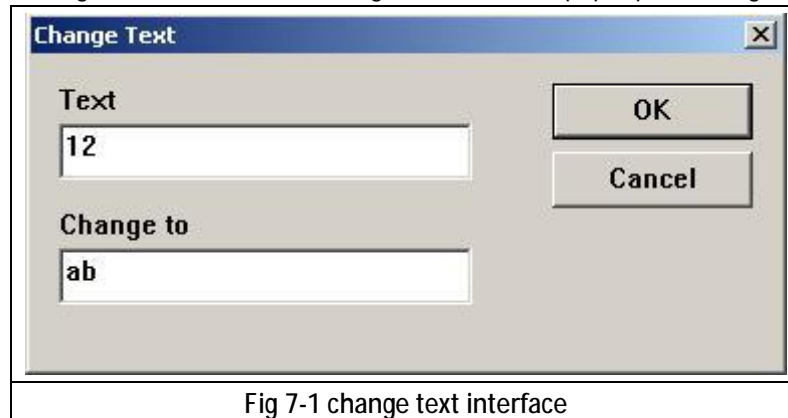 Change Text
Text
12
OK
Cancel
Change to
ab
Fig 7-1 change text interface